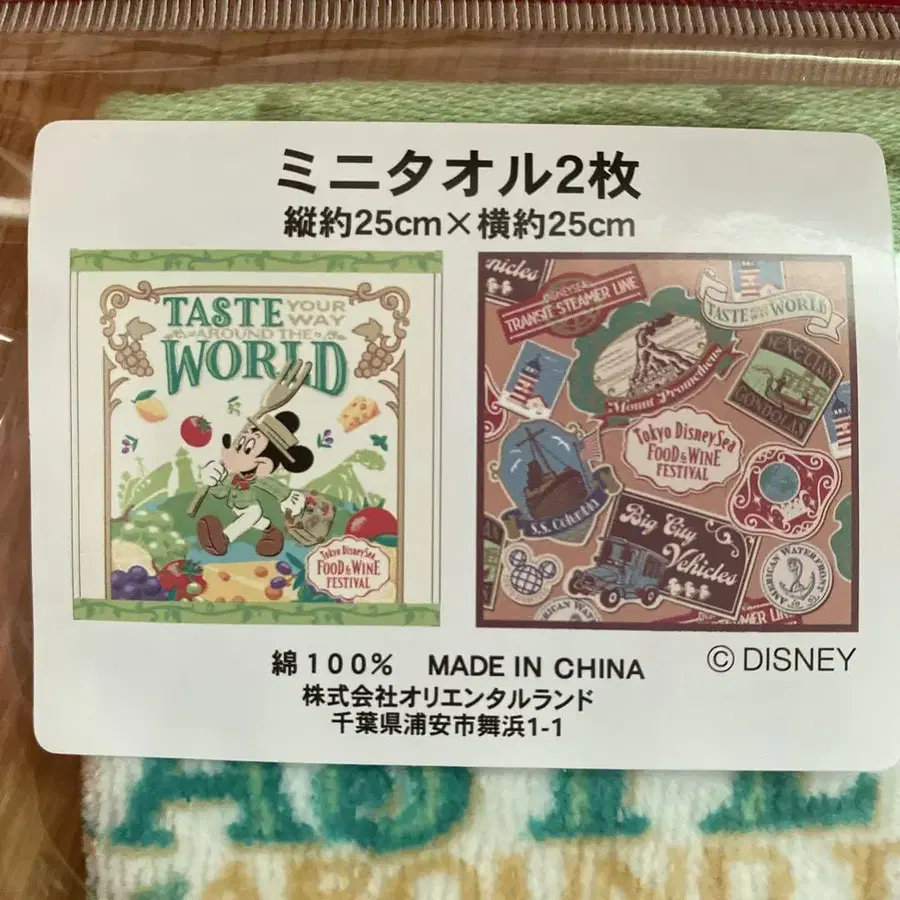 ミニタオル2枚
縦約25cm×横約25cm
TASTE YOUR WAY
AROUND THE
WORLD
Tokyo DisneySea
FOOD & WINE
FESTIVAL
DISNEYSEA
TRANSIT STEAMER LINE
TASTE YOUR WAY WORLD
Mount Prometheus
VENETIAN
GONDOLAS
Tokyo DisneySea
FOOD & WINE
FESTIVAL
S.S. Columbia
Big City
Vehicles
AMERICAN WATERFRONT
綿100% MADE IN CHINA
© DISNEY
株式会社オリエンタルランド
千葉県浦安市舞浜1-1